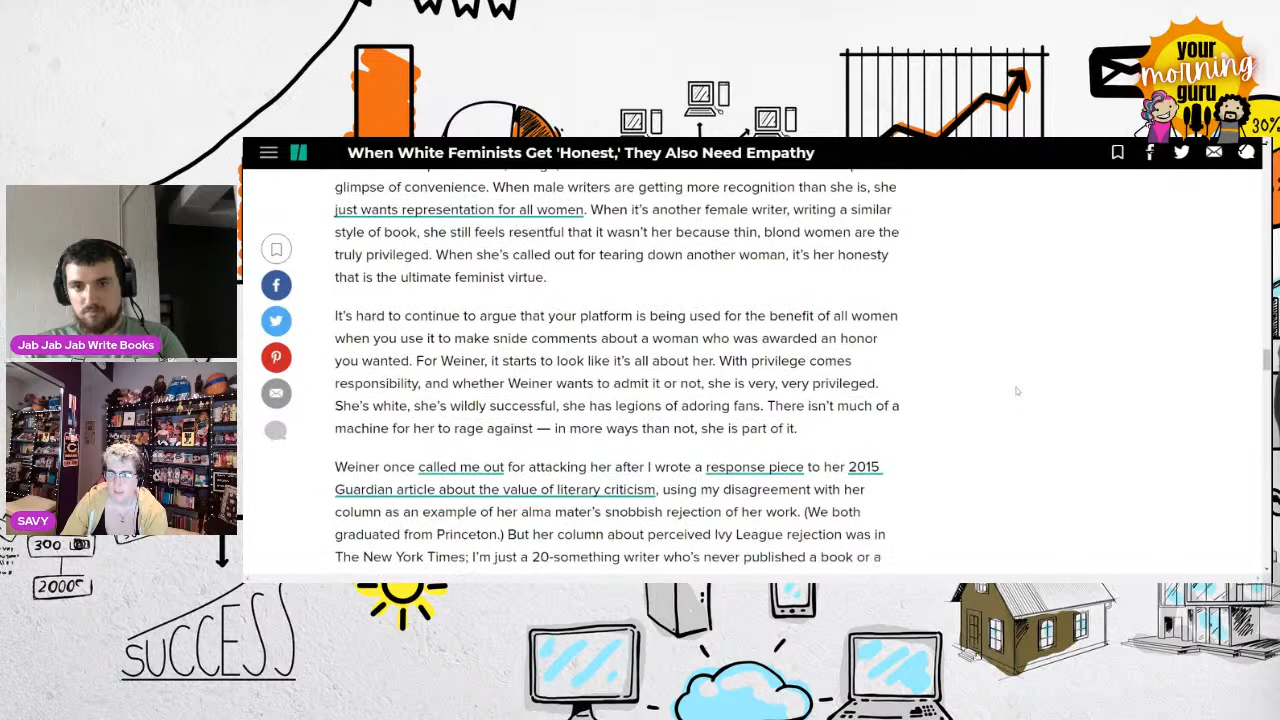 your
morning
guru
30%
When White Feminists Get 'Honest,' They Also Need Empathy
glimpse of convenience. When male writers are getting more recognition than she is, she
just wants representation for all women. When it's another female writer, writing a similar
style of book, she still feels resentful that it wasn't her because thin, blond women are the
truly privileged. When she's called out for tearing down another woman, it's her honesty
that is the ultimate feminist virtue.
It's hard to continue to argue that your platform is being used for the benefit of all women
when you use it to make snide comments about a woman who was awarded an honor
you wanted. For Weiner, it starts to look like it's all about her. With privilege comes
responsibility, and whether Weiner wants to admit it or not, she is very, very privileged.
She's white, she's wildly successful, she has legions of adoring fans. There isn't much of a
machine for her to rage against — in more ways than not, she is part of it.
Weiner once called me out for attacking her after I wrote a response piece to her 2015
Guardian article about the value of literary criticism, using my disagreement with her
column as an example of her alma mater's snobbish rejection of her work. (We both
graduated from Princeton.) But her column about perceived Ivy League rejection was in
The New York Times; I'm just a 20-something writer who's never published a book or a
Jab Jab Jab Write Books
SAVY
300
SUCCESS